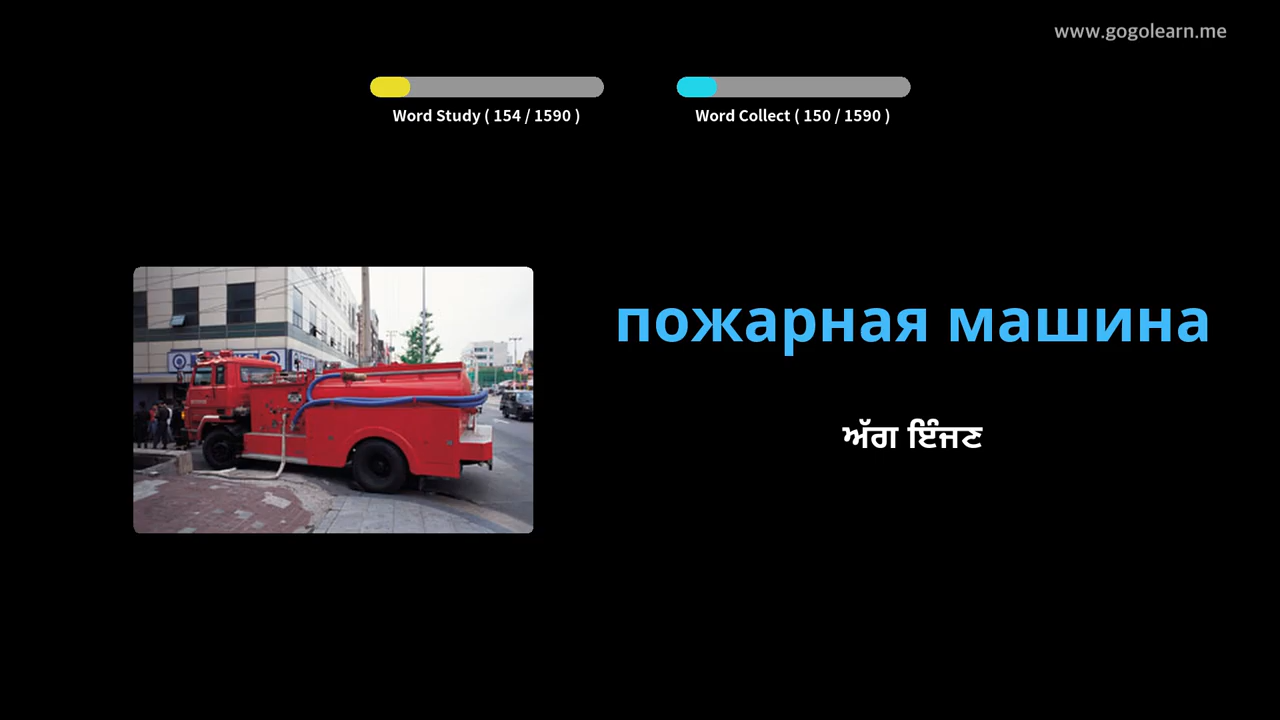 www.gogolearn.me
Word Study ( 154 / 1590 )
Word Collect ( 150 / 1590 )
пожарная машина
ਅੱਗ ਇੰਜਣ